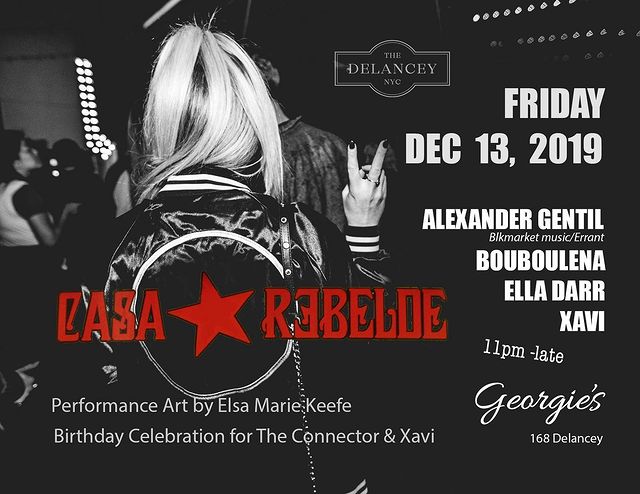 THE
DELANCEY
NYC
FRIDAY
DEC 13, 2019
ALEXANDER GENTIL
Blkmarket music/Errant
BOUBOULENA
ELLA DARR
XAVI
11pm -late
CASA ★ REBELDE
Georgie's
168 Delancey
Performance Art by Elsa Marie Keefe
Birthday Celebration for The Connector & Xavi